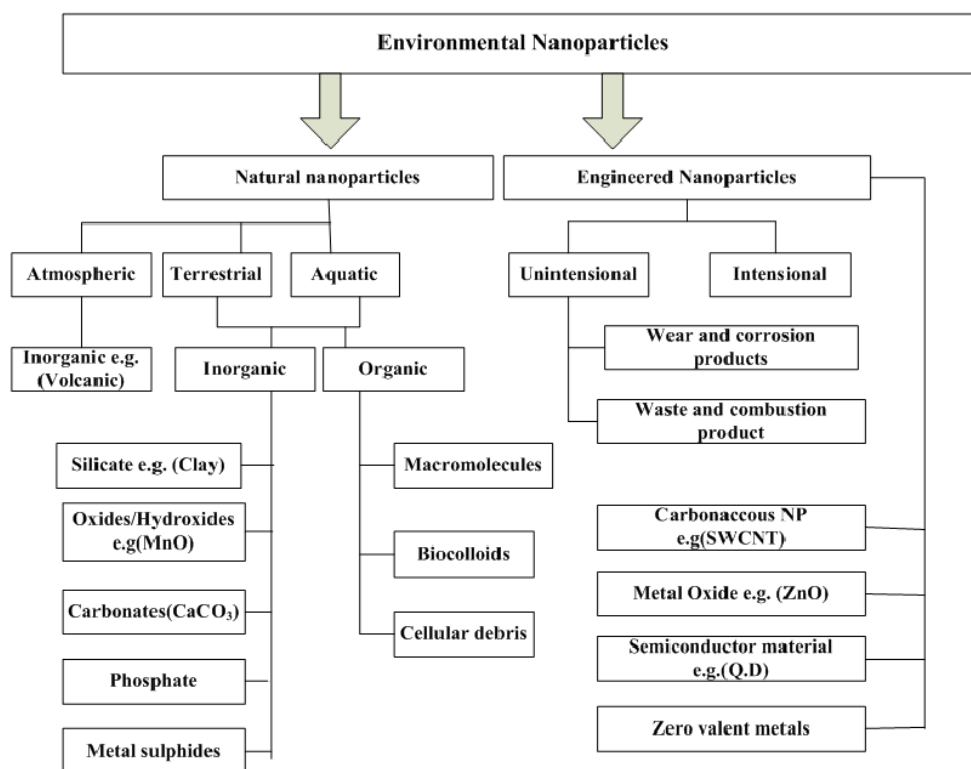 Environmental Nanoparticles
Natural nanoparticles
Engineered Nanoparticles
Atmospheric
Terrestrial
Aquatic
Unintensional
Intensional
Inorganic e.g.
(Volcanic)
Inorganic
Organic
Wear and corrosion
products
Waste and combustion
product
Silicate e.g. (Clay)
Oxides/Hydroxides
e.g(MnO)
Carbonates(CaCO₃)
Phosphate
Metal sulphides
Macromolecules
Biocolloids
Cellular debris
Carbonaccous NP
e.g(SWCNT)
Metal Oxide e.g. (ZnO)
Semiconductor material
e.g.(Q.D)
Zero valent metals